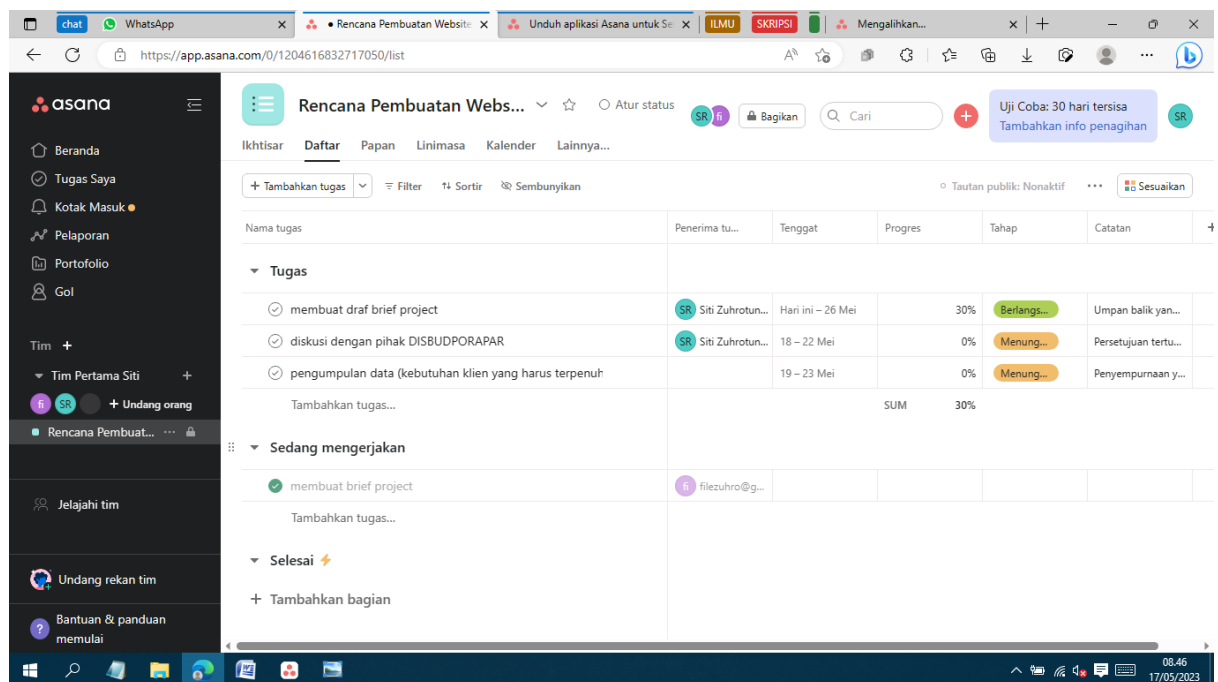 chat WhatsApp • Rencana Pembuatan Website Unduh aplikasi Asana untuk Se ILMU SKRIPSI Mengalihkan...
https://app.asana.com/0/1204616832717050/list
asana
Beranda
Tugas Saya
Kotak Masuk
Pelaporan
Portofolio
Gol
Tim +
Tim Pertama Siti +
fi SR + Undang orang
Rencana Pembuat... ...
Jelajahi tim
Undang rekan tim
? Bantuan & panduan
memulai
Rencana Pembuatan Webs... Atur status
SR fi Bagikan Cari + Uji Coba: 30 hari tersisa
Tambahkan info penagihan SR
Ikhtisar Daftar Papan Linimasa Kalender Lainnya...
+ Tambahkan tugas Filter Sortir Sembunyikan Tautan publik: Nonaktif ... Sesuaikan
Nama tugas Penerima tu... Tenggat Progres Tahap Catatan +
Tugas
membuat draf brief project SR Siti Zuhrotun... Hari ini – 26 Mei 30% Berlangs... Umpan balik yan...
diskusi dengan pihak DISBUDPORAPAR SR Siti Zuhrotun... 18 – 22 Mei 0% Menung... Persetujuan tertu...
pengumpulan data (kebutuhan klien yang harus terpenuh 19 – 23 Mei 0% Menung... Penyempurnaan y...
Tambahkan tugas... SUM 30%
Sedang mengerjakan
membuat brief project fi filezuhro@g...
Tambahkan tugas...
Selesai
+ Tambahkan bagian
08.46
17/05/2023